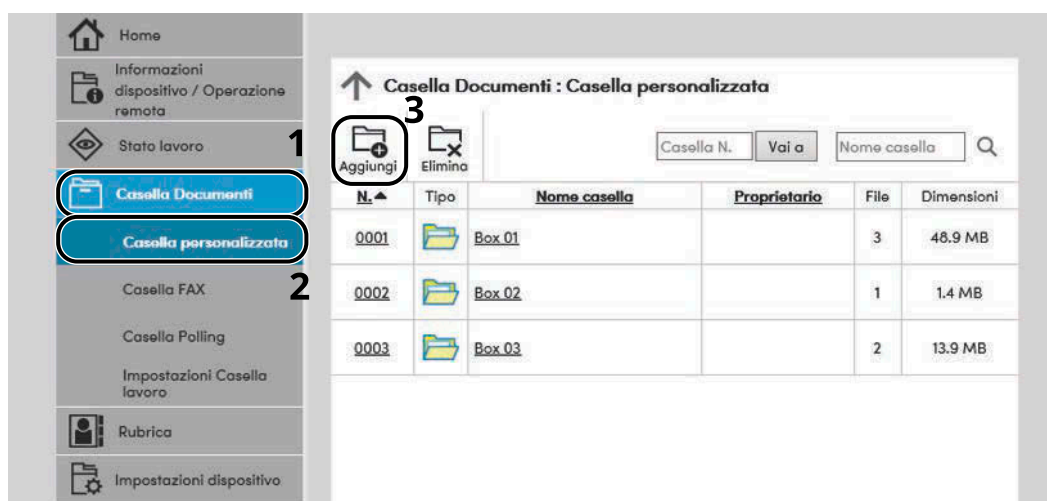 Home
Informazioni
dispositivo / Operazione
remota
Stato lavoro
1
Casella Documenti
Casella personalizzata
2
Casella FAX
Casella Polling
Impostazioni Casella
lavoro
Rubrica
Impostazioni dispositivo
Casella Documenti : Casella personalizzata
3
Aggiungi Elimina Casella N. Vai a Nome casella
N. Tipo Nome casella Proprietario File Dimensioni
0001 Box 01 3 48.9 MB
0002 Box 02 1 1.4 MB
0003 Box 03 2 13.9 MB